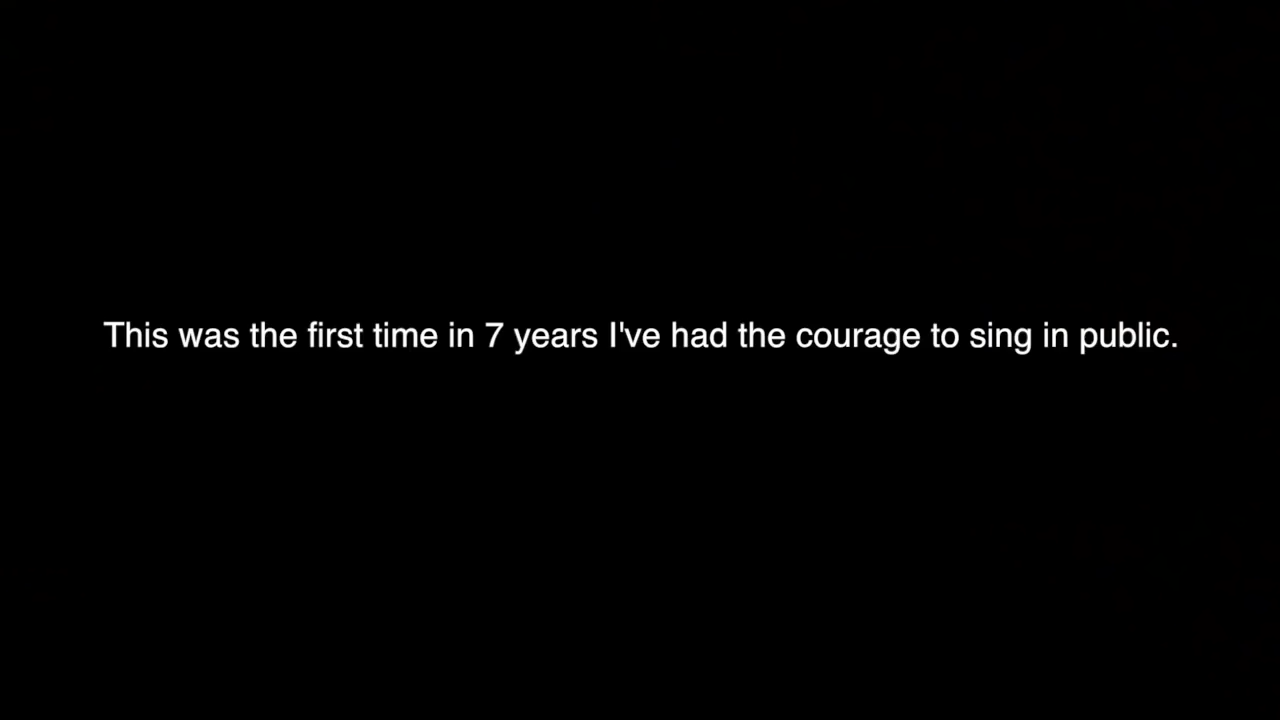 This was the first time in 7 years I've had the courage to sing in public.